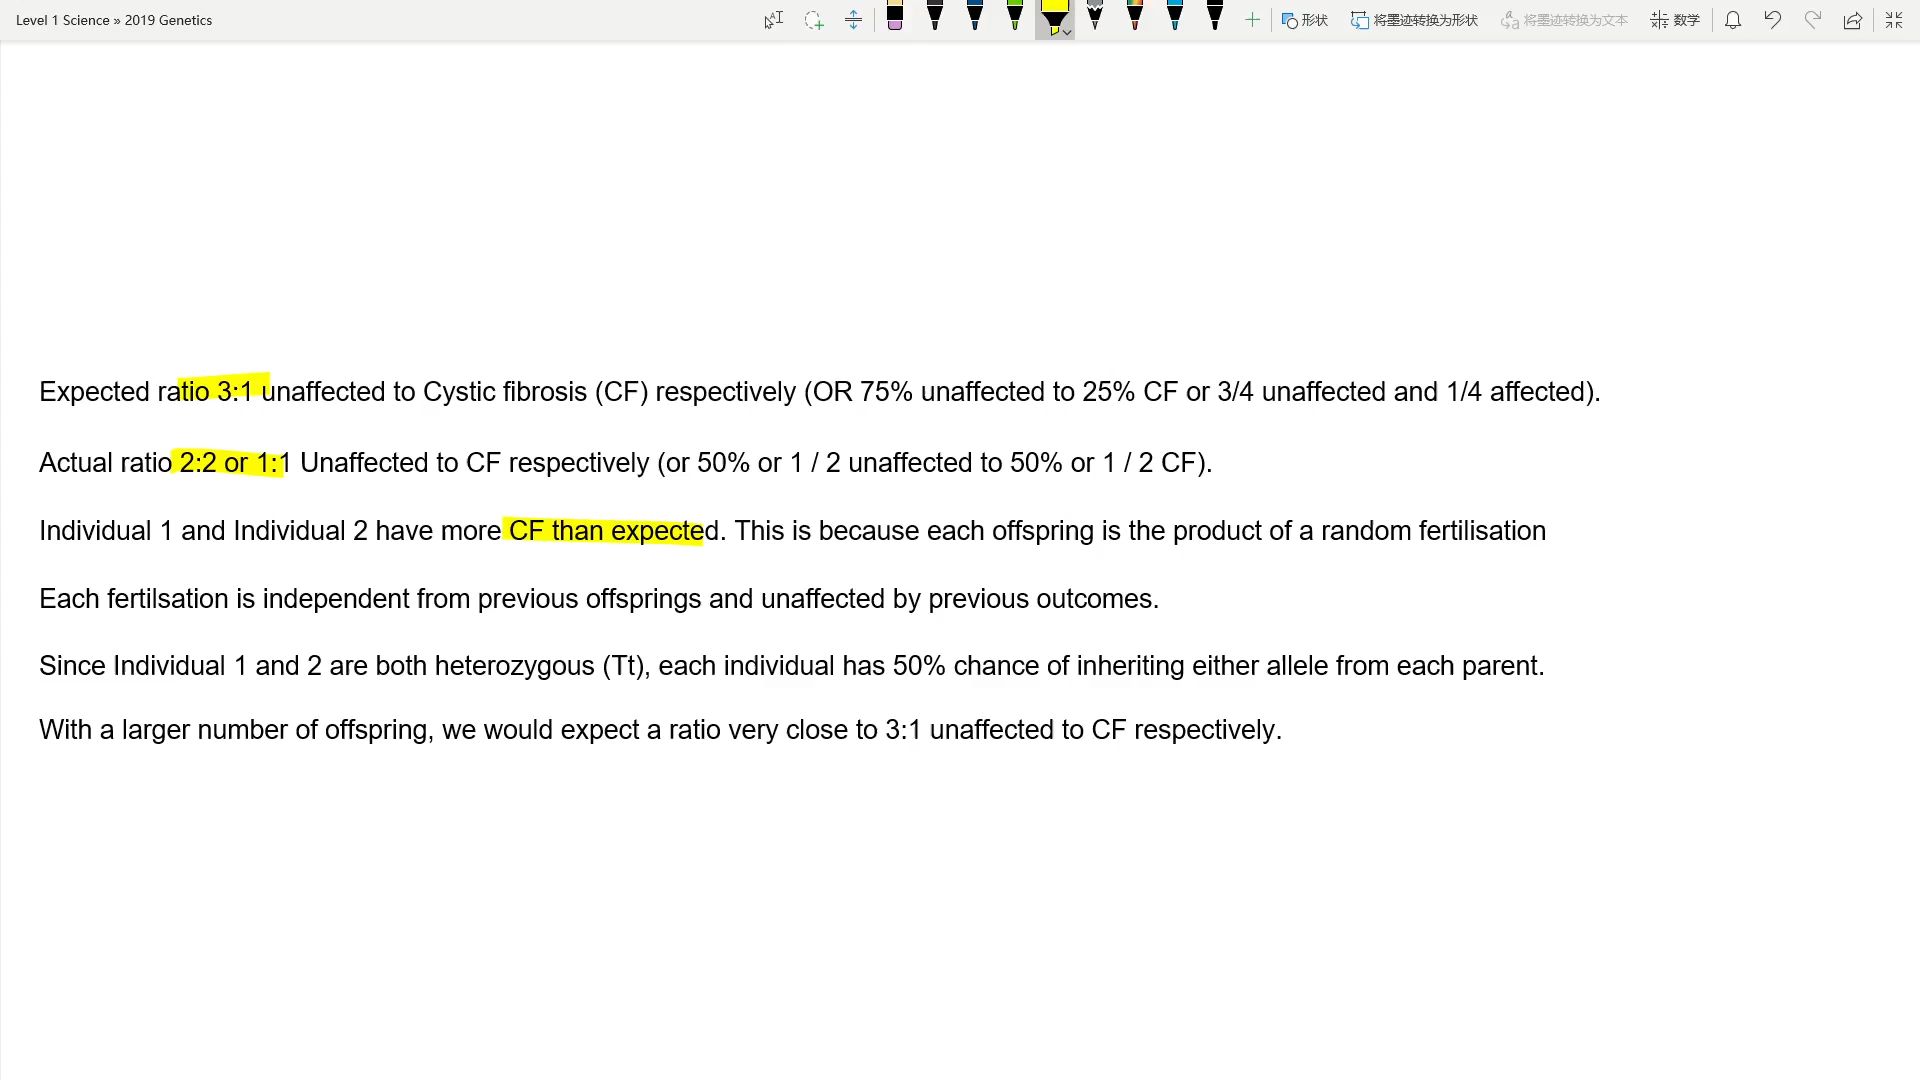 Level 1 Science » 2019 Genetics
形状
将墨迹转换为形状
将墨迹转换为文本
数学
Expected ratio 3:1 unaffected to Cystic fibrosis (CF) respectively (OR 75% unaffected to 25% CF or 3/4 unaffected and 1/4 affected).
Actual ratio 2:2 or 1:1 Unaffected to CF respectively (or 50% or 1 / 2 unaffected to 50% or 1 / 2 CF).
Individual 1 and Individual 2 have more CF than expected. This is because each offspring is the product of a random fertilisation
Each fertilsation is independent from previous offsprings and unaffected by previous outcomes.
Since Individual 1 and 2 are both heterozygous (Tt), each individual has 50% chance of inheriting either allele from each parent.
With a larger number of offspring, we would expect a ratio very close to 3:1 unaffected to CF respectively.